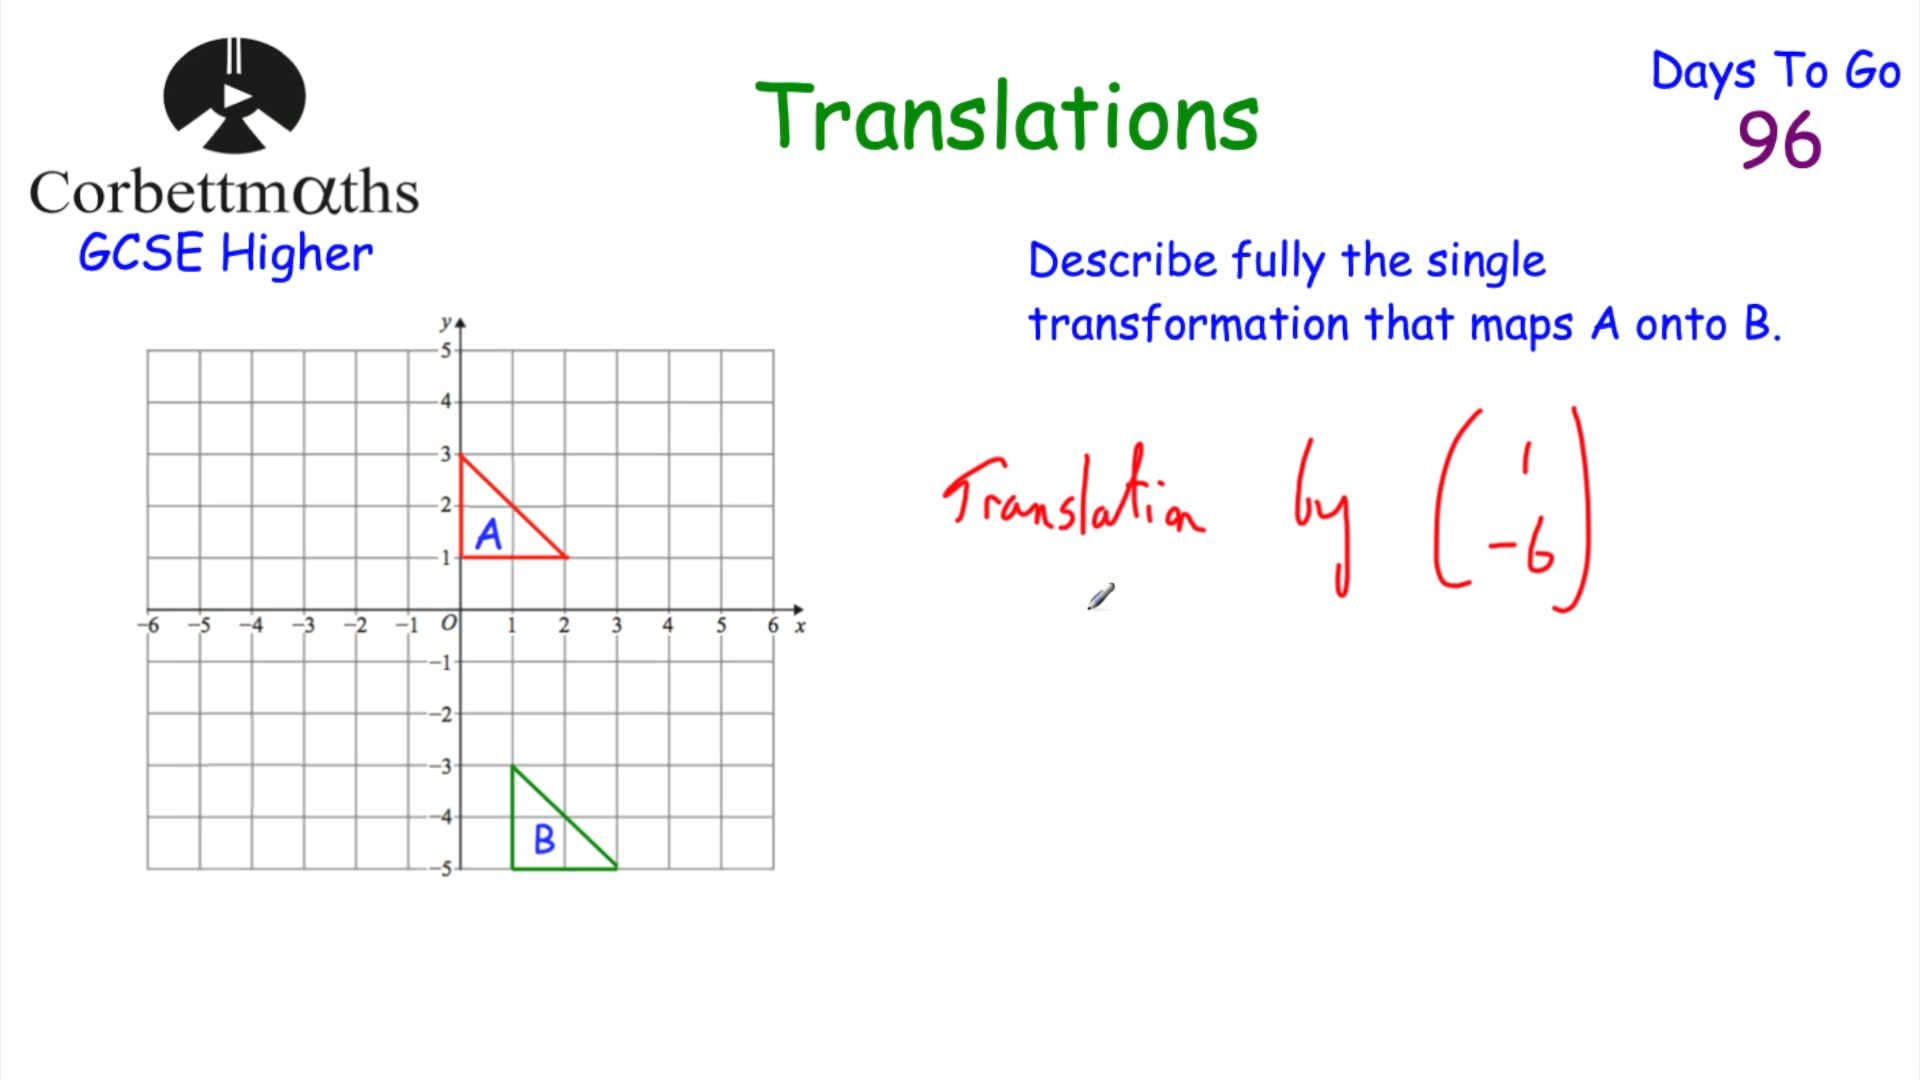 Corbettmαths
GCSE Higher
Translations
Days To Go
96
Describe fully the single
transformation that maps A onto B.
Translation by ( 1
-6 )
y
5
4
3
2
A
1
−6 −5 −4 −3 −2 −1 O 1 2 3 4 5 6 x
−1
−2
−3
−4
B
−5